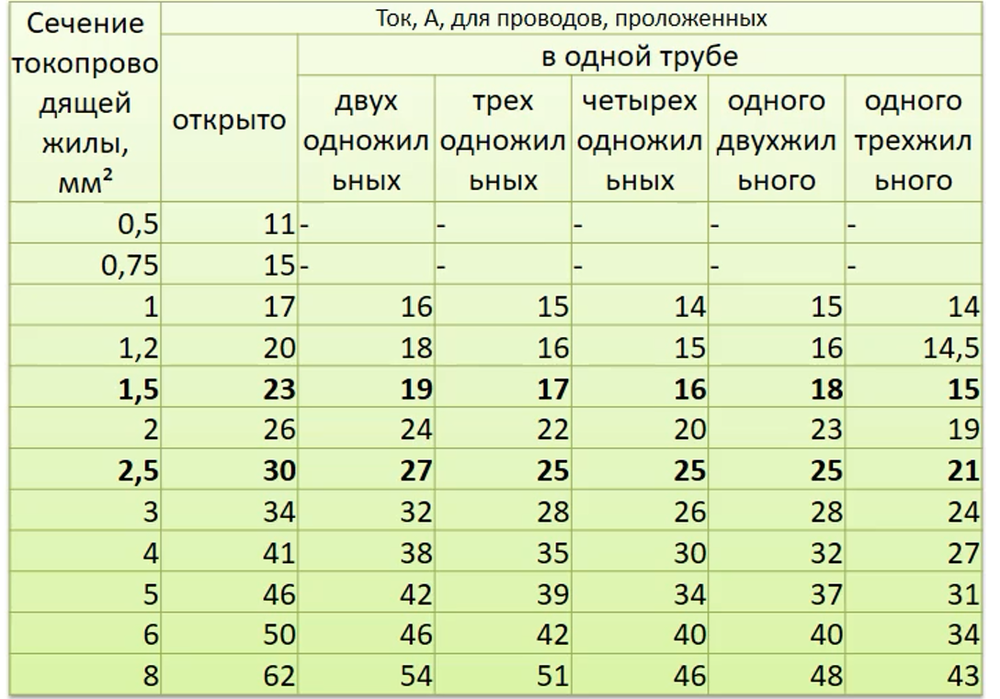 Сечение
токопрово
дящей
жилы,
мм²
Ток, А, для проводов, проложенных
открыто
в одной трубе
двух
одножил
ьных
трех
одножил
ьных
четырех
одножил
ьных
одного
двухжил
ьного
одного
трехжил
ьного
0,5 11 - - - - -
0,75 15 - - - - -
1 17 16 15 14 15 14
1,2 20 18 16 15 16 14,5
1,5 23 19 17 16 18 15
2 26 24 22 20 23 19
2,5 30 27 25 25 25 21
3 34 32 28 26 28 24
4 41 38 35 30 32 27
5 46 42 39 34 37 31
6 50 46 42 40 40 34
8 62 54 51 46 48 43